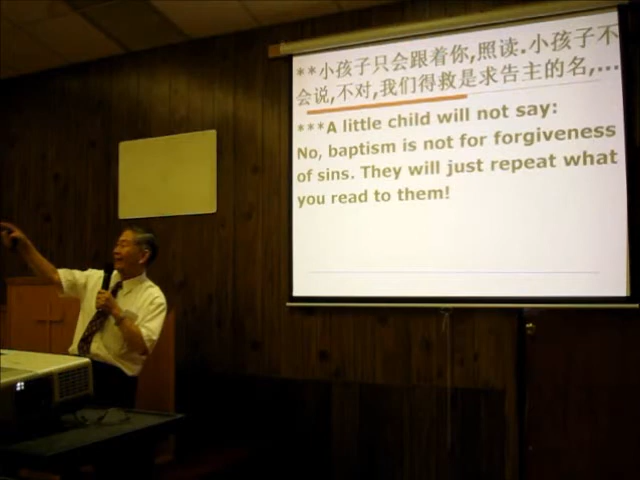 **小孩子只会跟着你,照读.小孩子不
会说,不对,我们得救是求告主的名,...
***A little child will not say:
No, baptism is not for forgiveness
of sins. They will just repeat what
you read to them!